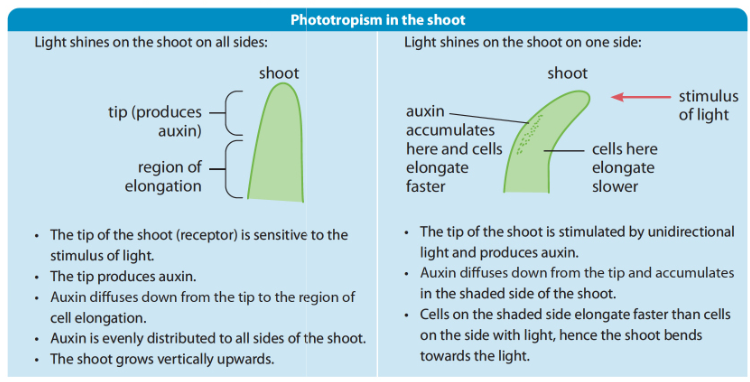 Phototropism in the shoot
Light shines on the shoot on all sides:
shoot
tip (produces
auxin)
region of
elongation
• The tip of the shoot (receptor) is sensitive to the
stimulus of light.
• The tip produces auxin.
• Auxin diffuses down from the tip to the region of
cell elongation.
• Auxin is evenly distributed to all sides of the shoot.
• The shoot grows vertically upwards.
Light shines on the shoot on one side:
shoot
stimulus
of light
auxin
accumulates
here and cells
elongate
faster
cells here
elongate
slower
• The tip of the shoot is stimulated by unidirectional
light and produces auxin.
• Auxin diffuses down from the tip and accumulates
in the shaded side of the shoot.
• Cells on the shaded side elongate faster than cells
on the side with light, hence the shoot bends
towards the light.